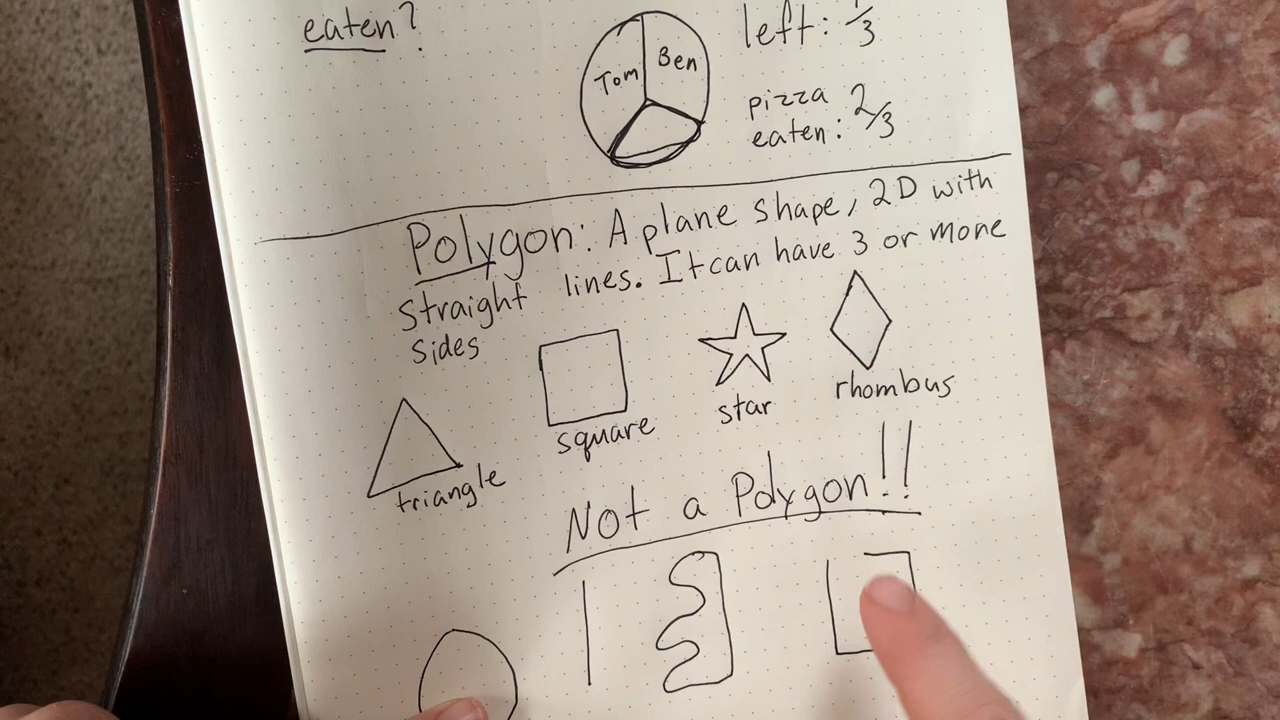 eaten?
left: 1/3
Tom
Ben
pizza
eaten: 2/3
Polygon: A plane shape, 2D with
straight lines. It can have 3 or more
sides
triangle
square
star
rhombus
Not a Polygon!!